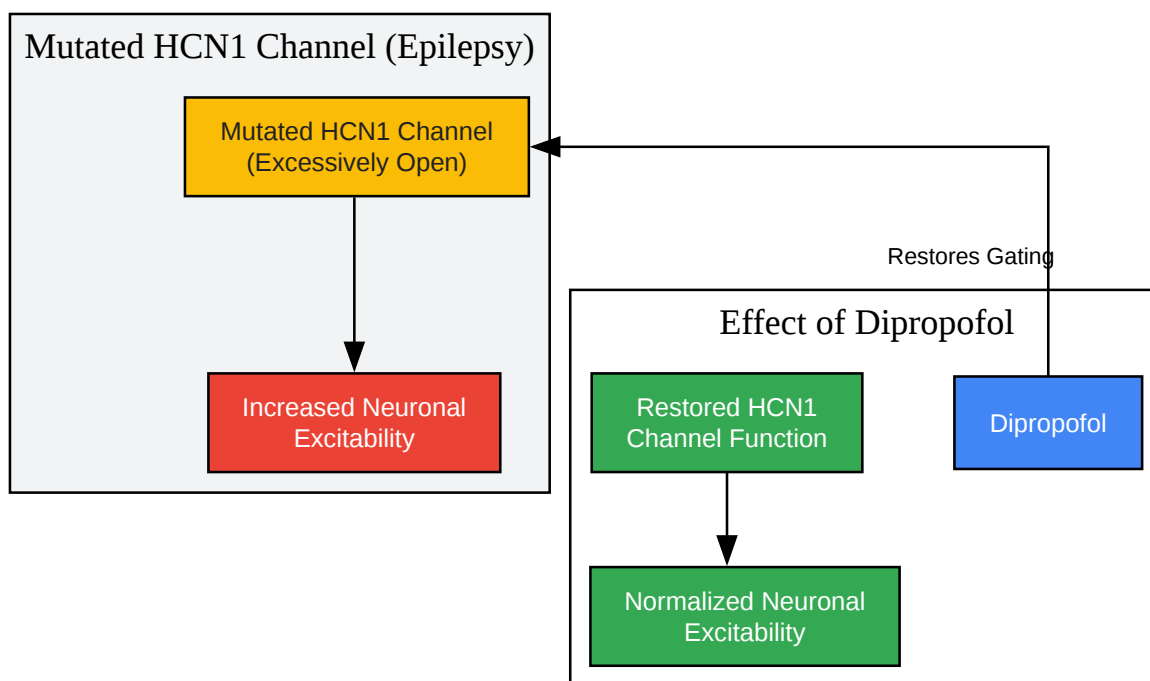 Mutated HCN1 Channel (Epilepsy)
Mutated HCN1 Channel
(Excessively Open)
Increased Neuronal
Excitability
Restores Gating
Effect of Dipropofol
Restored HCN1
Channel Function
Dipropofol
Normalized Neuronal
Excitability